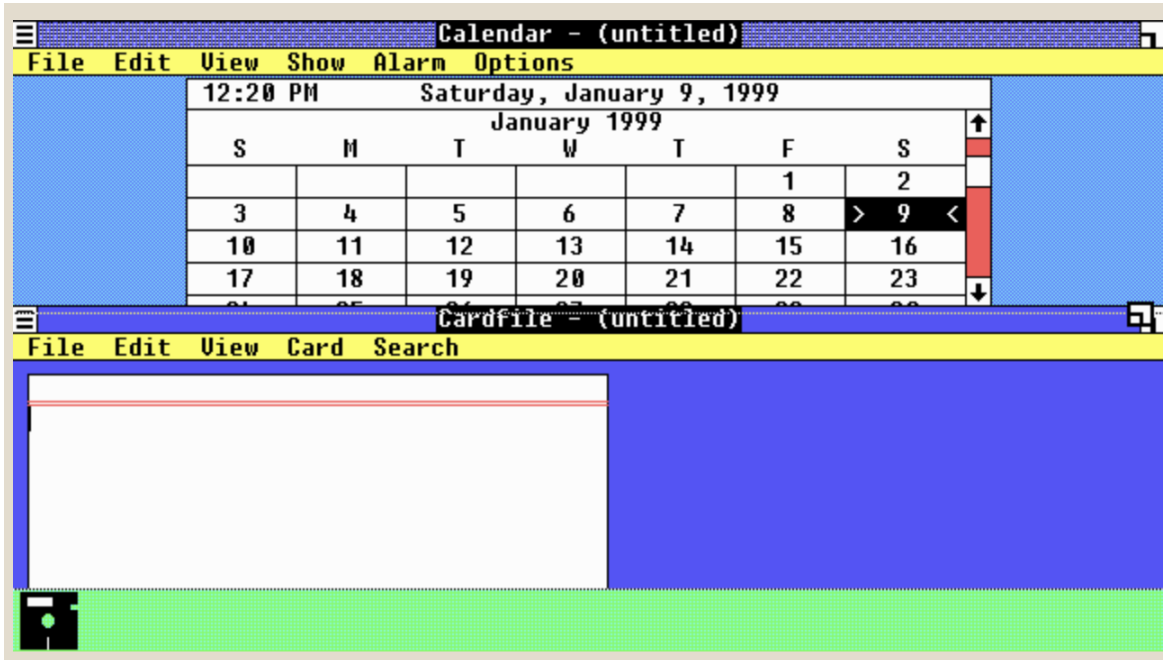 Calendar - (untitled)
File Edit View Show Alarm Options
12:20 PM Saturday, January 9, 1999
January 1999
S M T W T F S
1 2
3 4 5 6 7 8 > 9 <
10 11 12 13 14 15 16
17 18 19 20 21 22 23
Cardfile - (untitled)
File Edit View Card Search